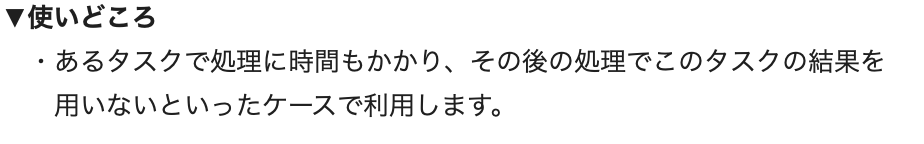 ▼使いどころ
・あるタスクで処理に時間もかかり、その後の処理でこのタスクの結果を
用いないといったケースで利用します。